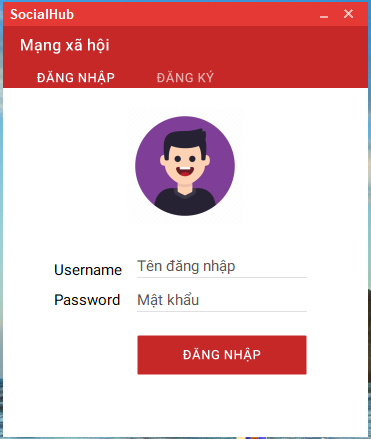 SocialHub
Mạng xã hội
ĐĂNG NHẬP ĐĂNG KÝ
Username Tên đăng nhập
Password Mật khẩu
ĐĂNG NHẬP